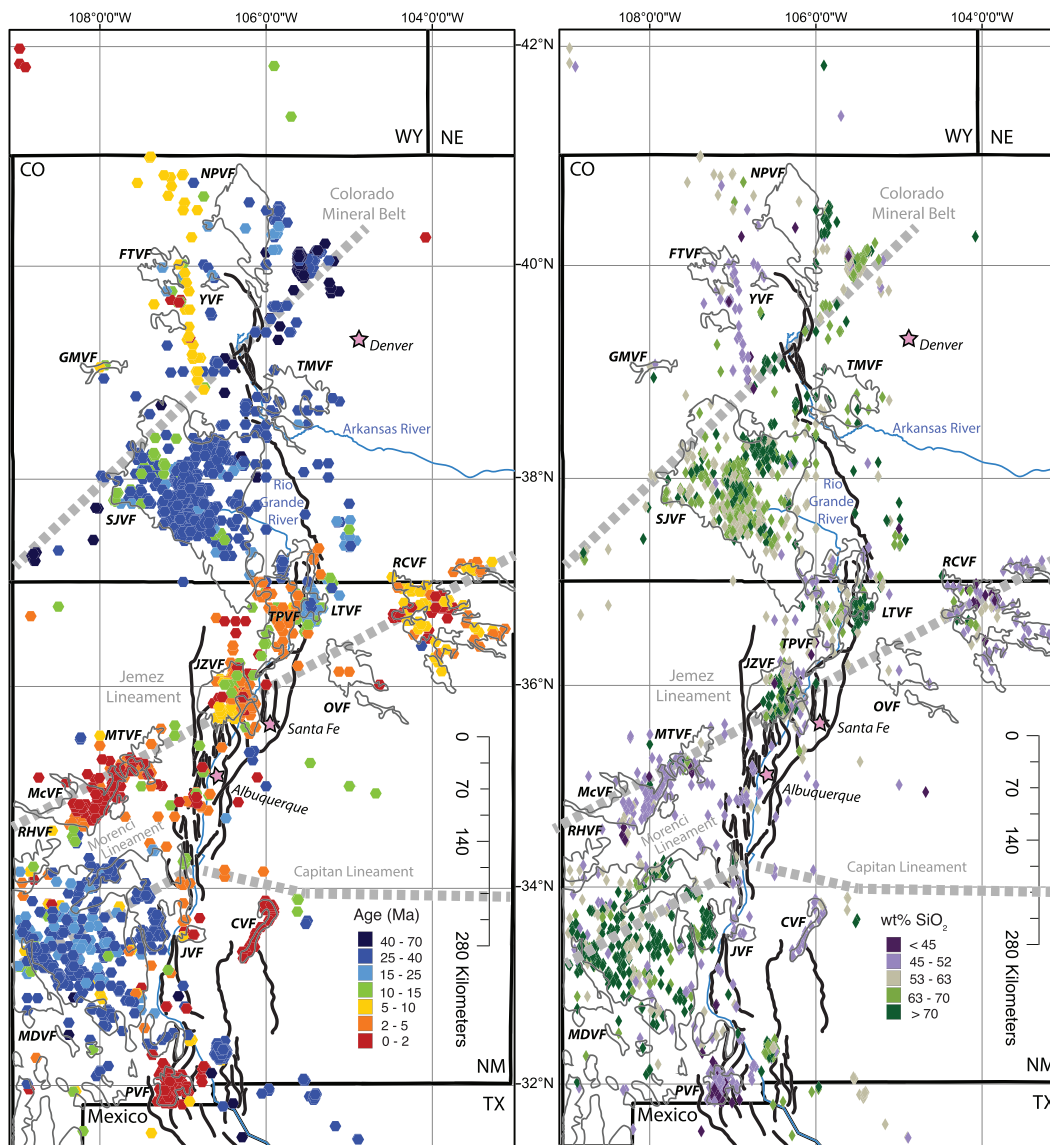 108°0'0"W
106°0'0"W
104°0'0"W
108°0'0"W
106°0'0"W
104°0'0"W
42°N
WY
NE
WY
NE
CO
NPVF
Colorado
Mineral Belt
CO
NPVF
Colorado
Mineral Belt
FTVF
40°N
FTVF
YVF
YVF
Denver
Denver
GMVF
TMVF
GMVF
TMVF
Arkansas River
Arkansas River
38°N
Rio
Grande
River
Rio
Grande
River
SJVF
SJVF
RCVF
RCVF
TPVF
LTVF
LTVF
TPVF
JZVF
36°N
JZVF
Jemez
Lineament
Jemez
Lineament
OVF
OVF
Santa Fe
Santa Fe
MTVF
MTVF
McVF
Albuquerque
McVF
Albuquerque
RHVF
RHVF
Morenci
Lineament
Morenci
Lineament
Capitan Lineament
Capitan Lineament
34°N
0
70
140
280 Kilometers
0
70
140
280 Kilometers
CVF
CVF
JVF
JVF
Age (Ma)
40 - 70
25 - 40
15 - 25
10 - 15
5 - 10
2 - 5
0 - 2
wt% SiO₂
< 45
45 - 52
53 - 63
63 - 70
> 70
MDVF
MDVF
PVF
PVF
NM
32°N
NM
TX
TX
Mexico
Mexico